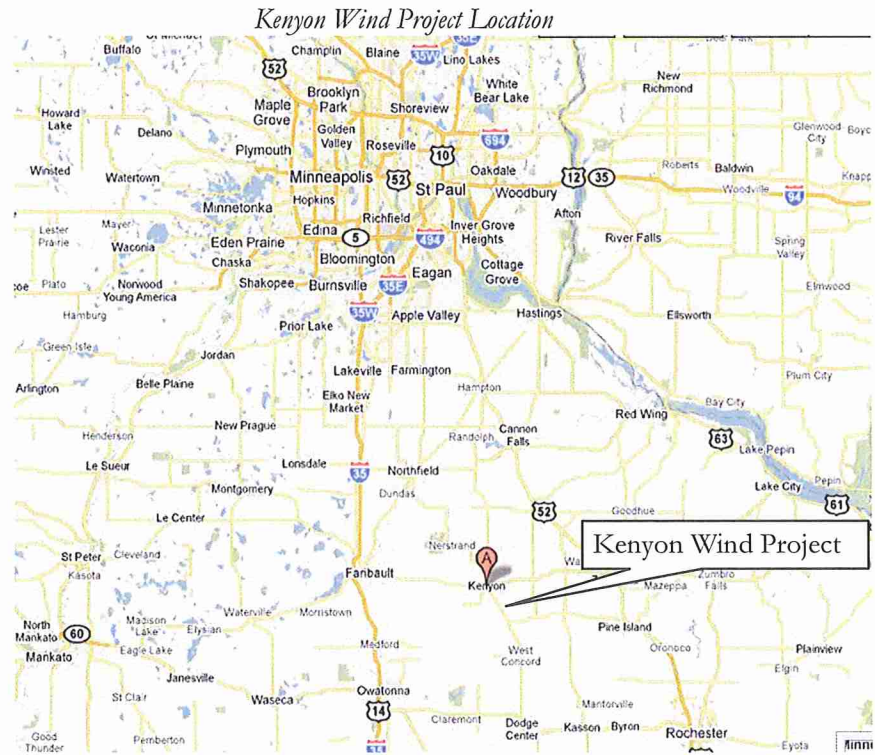 Kenyon Wind Project Location
Buffalo
Champlin
Blaine
35W
35E
Lino Lakes
52
Brooklyn Park
White Bear Lake
New Richmond
Howard Lake
Maple Grove
Shoreview
Delano
Golden Valley
Roseville
10
694
Glenwood City
Plymouth
Oakdale
Roberts
Baldwin
Winsted
Watertown
Minneapolis
52
St Paul
Woodbury
12
35
Woodville
94
Hopkins
Minnetonka
Richfield
Afton
Lester Prairie
Mayer
Waconia
Edina
5
494
Inver Grove Heights
River Falls
Spring Valley
Eden Prairie
Bloomington
Chaska
Eagan
Cottage Grove
Plato
Norwood Young America
Shakopee
Burnsville
35E
Elmwood
Hamburg
35W
Apple Valley
Hastings
Ellsworth
Prior Lake
Green Isle
Jordan
Arlington
Belle Plaine
Lakeville
Farmington
Plum City
Hampton
Elko New Market
Bay City
Red Wing
Henderson
New Prague
Cannon Falls
Randolph
63
Lake Pepin
Le Sueur
Lonsdale
35
Northfield
Montgomery
Dundas
Lake City
Pepin
61
Le Center
52
Goodhue
Nerstrand
Kenyon Wind Project
St Peter
Cleveland
A
Kasota
Faribault
Kenyon
Mazeppa
Zumbro Falls
North Mankato
60
Madison Lake
Elysian
Waterville
Morristown
Pine Island
Mankato
Eagle Lake
Medford
West Concord
Oronoco
Plainview
Elgin
Janesville
St Clair
Waseca
Owatonna
14
Mantorville
Claremont
Dodge Center
Kasson
Byron
Rochester
Good Thunder
Pemberton
35
Eyota